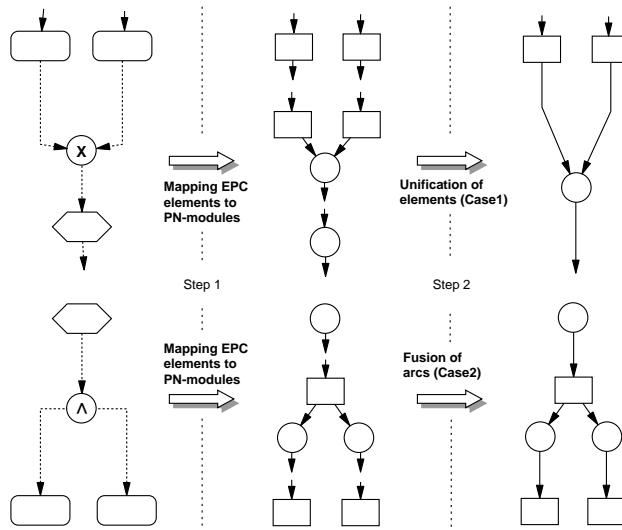 X
Mapping EPC
elements to
PN-modules
Unification of
elements (Case1)
Step 1
Step 2
Mapping EPC
elements to
PN-modules
Fusion of
arcs (Case2)
∧